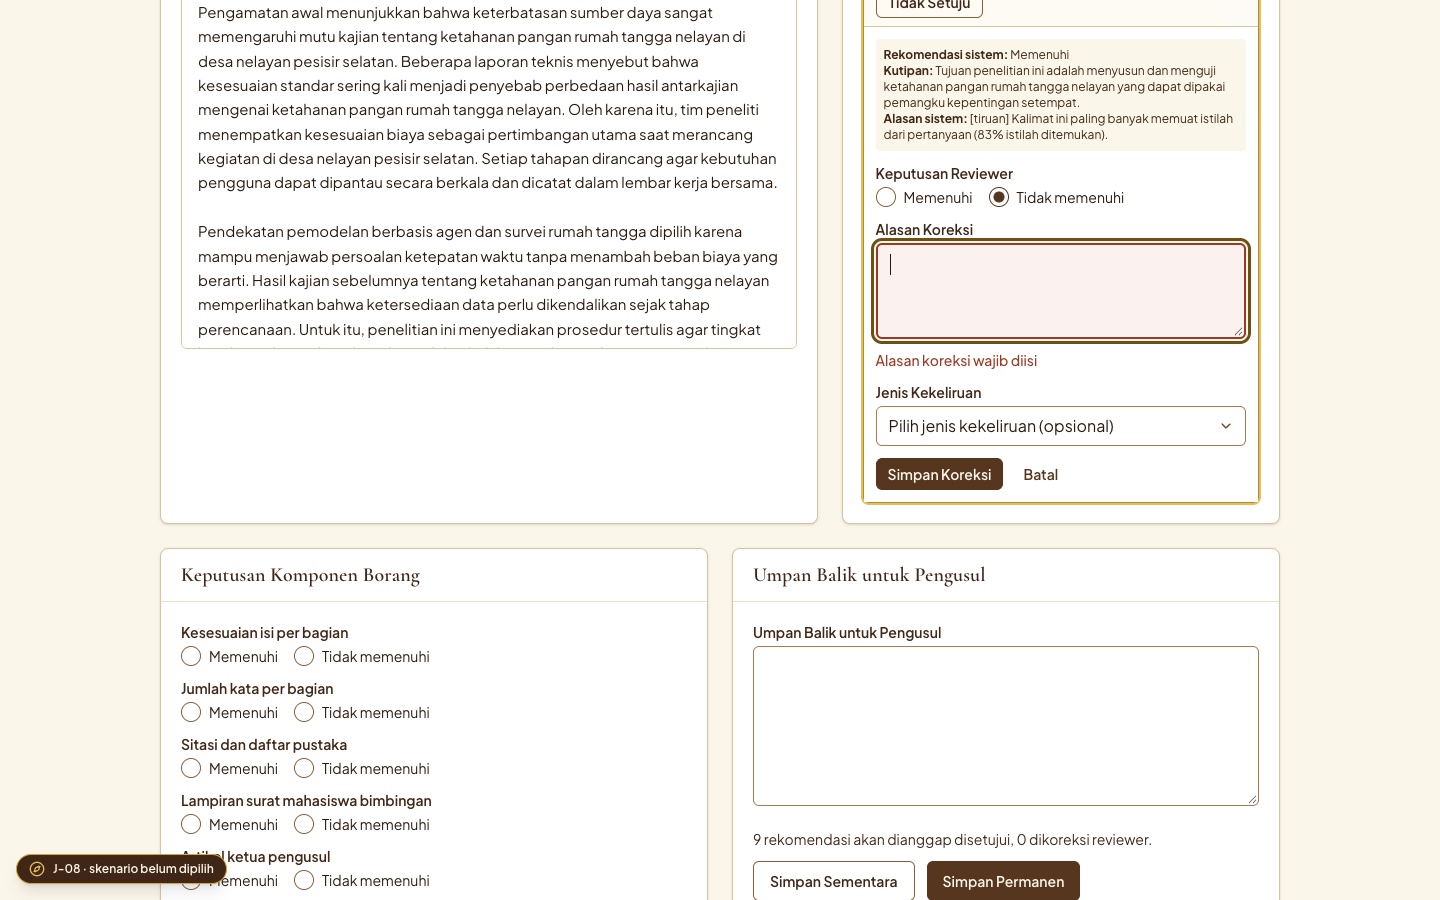 Pengamatan awal menunjukkan bahwa keterbatasan sumber daya sangat
memengaruhi mutu kajian tentang ketahanan pangan rumah tangga nelayan di
desa nelayan pesisir selatan. Beberapa laporan teknis menyebut bahwa
kesesuaian standar sering kali menjadi penyebab perbedaan hasil antarkajian
mengenai ketahanan pangan rumah tangga nelayan. Oleh karena itu, tim peneliti
menempatkan kesesuaian biaya sebagai pertimbangan utama saat merancang
kegiatan di desa nelayan pesisir selatan. Setiap tahapan dirancang agar kebutuhan
pengguna dapat dipantau secara berkala dan dicatat dalam lembar kerja bersama.
Pendekatan pemodelan berbasis agen dan survei rumah tangga dipilih karena
mampu menjawab persoalan ketepatan waktu tanpa menambah beban biaya yang
berarti. Hasil kajian sebelumnya tentang ketahanan pangan rumah tangga nelayan
memperlihatkan bahwa ketersediaan data perlu dikendalikan sejak tahap
perencanaan. Untuk itu, penelitian ini menyediakan prosedur tertulis agar tingkat
Tidak Setuju
Rekomendasi sistem: Memenuhi
Kutipan: Tujuan penelitian ini adalah menyusun dan menguji
ketahanan pangan rumah tangga nelayan yang dapat dipakai
pemangku kepentingan setempat.
Alasan sistem: [tiruan] Kalimat ini paling banyak memuat istilah
dari pertanyaan (83% istilah ditemukan).
Keputusan Reviewer
Memenuhi Tidak memenuhi
Alasan Koreksi
Alasan koreksi wajib diisi
Jenis Kekeliruan
Pilih jenis kekeliruan (opsional)
Simpan Koreksi Batal
Keputusan Komponen Borang
Kesesuaian isi per bagian
Memenuhi Tidak memenuhi
Jumlah kata per bagian
Memenuhi Tidak memenuhi
Sitasi dan daftar pustaka
Memenuhi Tidak memenuhi
Lampiran surat mahasiswa bimbingan
Memenuhi Tidak memenuhi
Artikel ketua pengusul
Memenuhi Tidak memenuhi
J-08 · skenario belum dipilih
Umpan Balik untuk Pengusul
Umpan Balik untuk Pengusul
9 rekomendasi akan dianggap disetujui, 0 dikoreksi reviewer.
Simpan Sementara Simpan Permanen